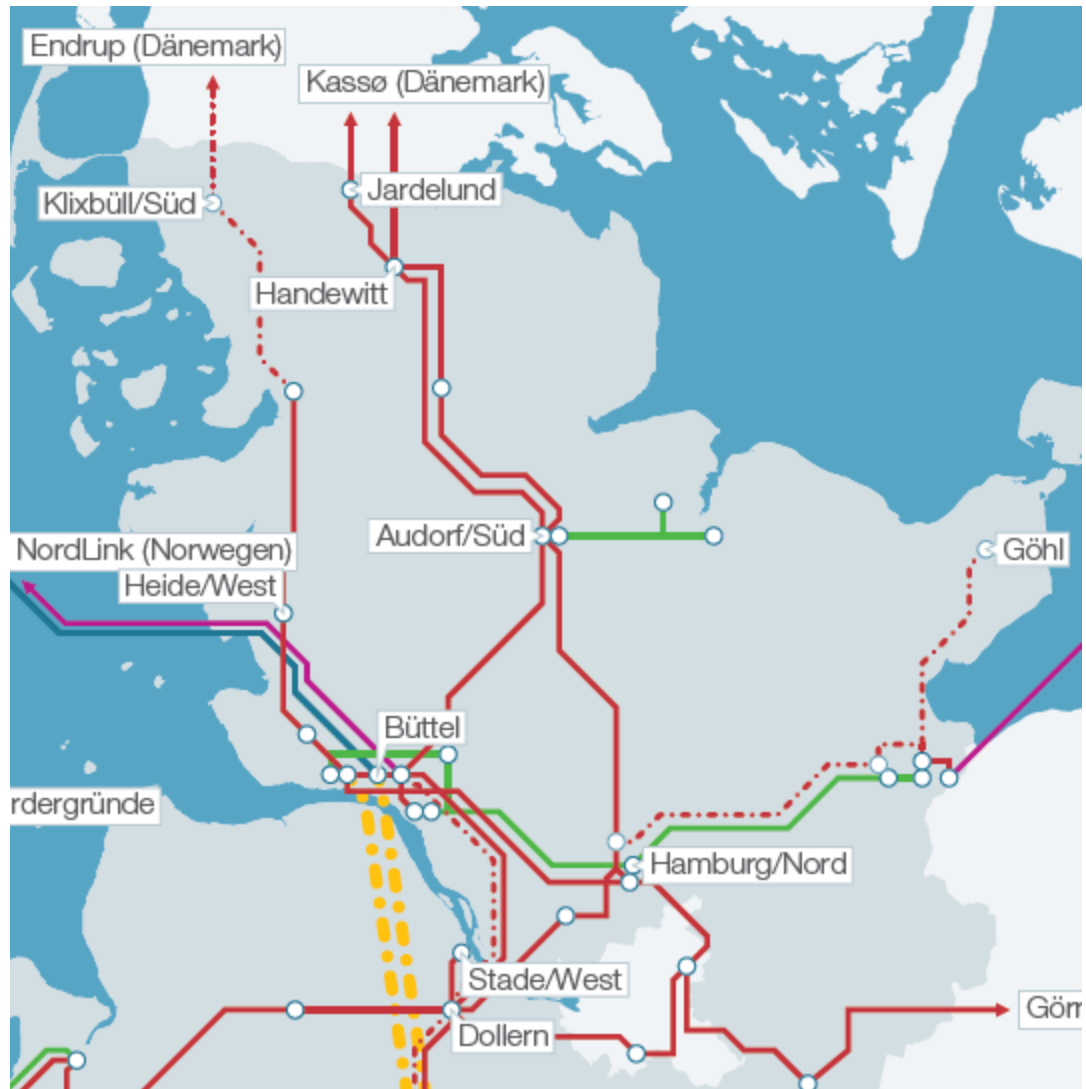 Endrup (Dänemark)
Kassø (Dänemark)
Klixbüll/Süd
Jardelund
Handewitt
Audorf/Süd
Göhl
NordLink (Norwegen)
Heide/West
Büttel
rdergründe
Hamburg/Nord
Stade/West
Dollern